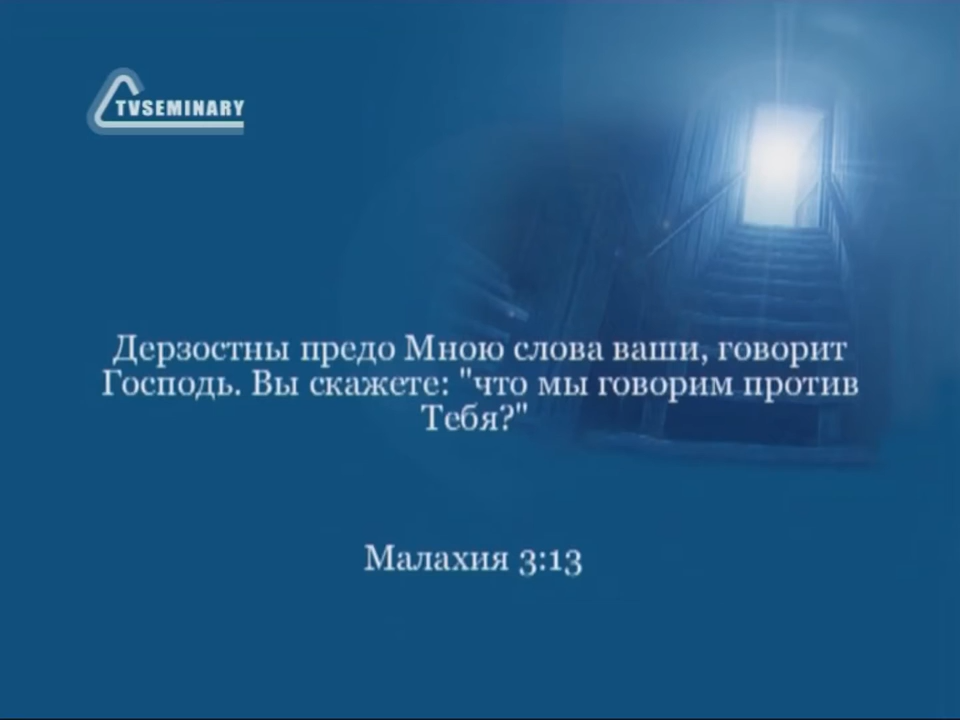 TVSEMINARY
Дерзостны предо Мною слова ваши, говорит
Господь. Вы скажете: "что мы говорим против
Тебя?"
Малахия 3:13